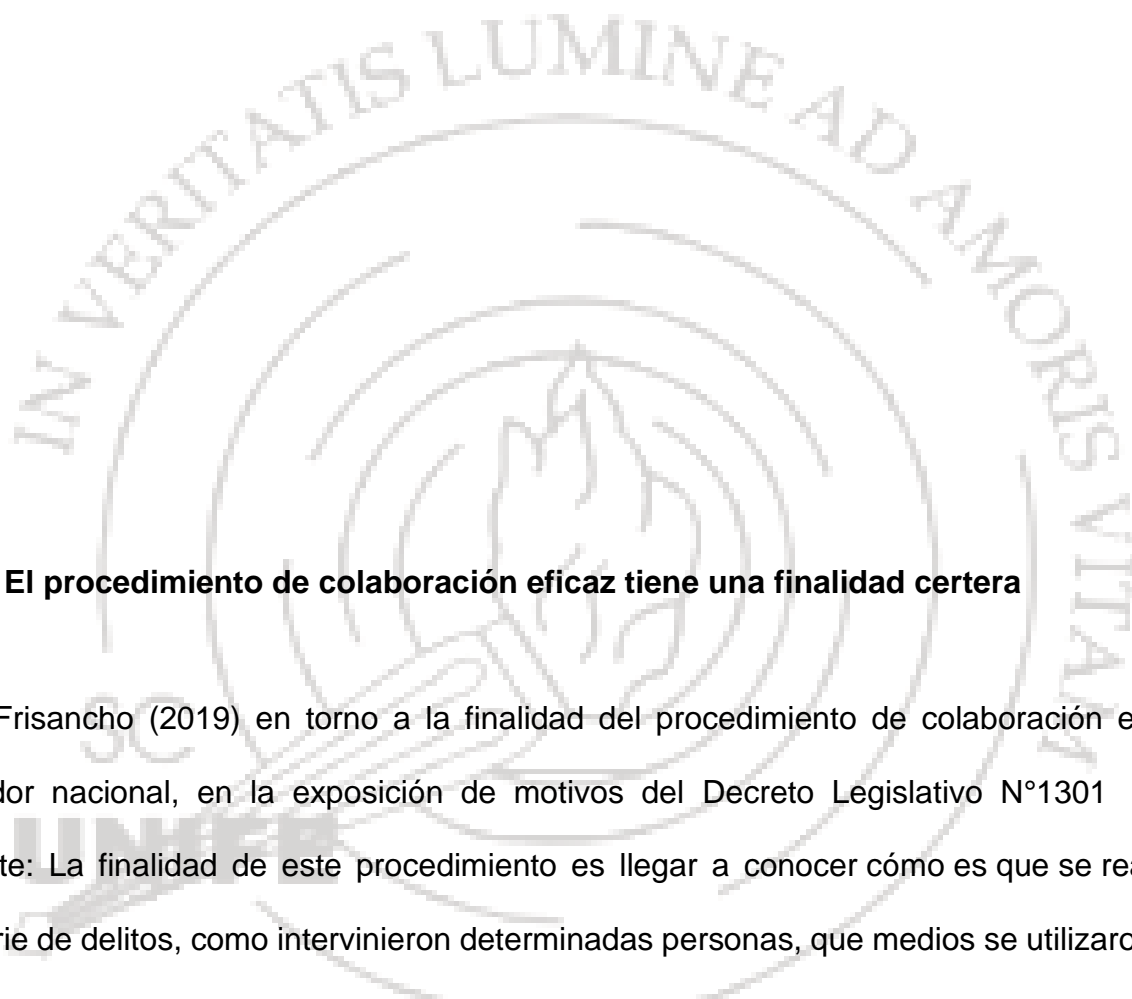 IN VERITATIS LUMINE AD AMORIS VITAM
El procedimiento de colaboración eficaz tiene una finalidad certera
Frisancho (2019) en torno a la finalidad del procedimiento de colaboración e
dor nacional, en la exposición de motivos del Decreto Legislativo N°1301
te: La finalidad de este procedimiento es llegar a conocer cómo es que se rea
rie de delitos, como intervinieron determinadas personas, que medios se utilizaro
SC
UNIFE